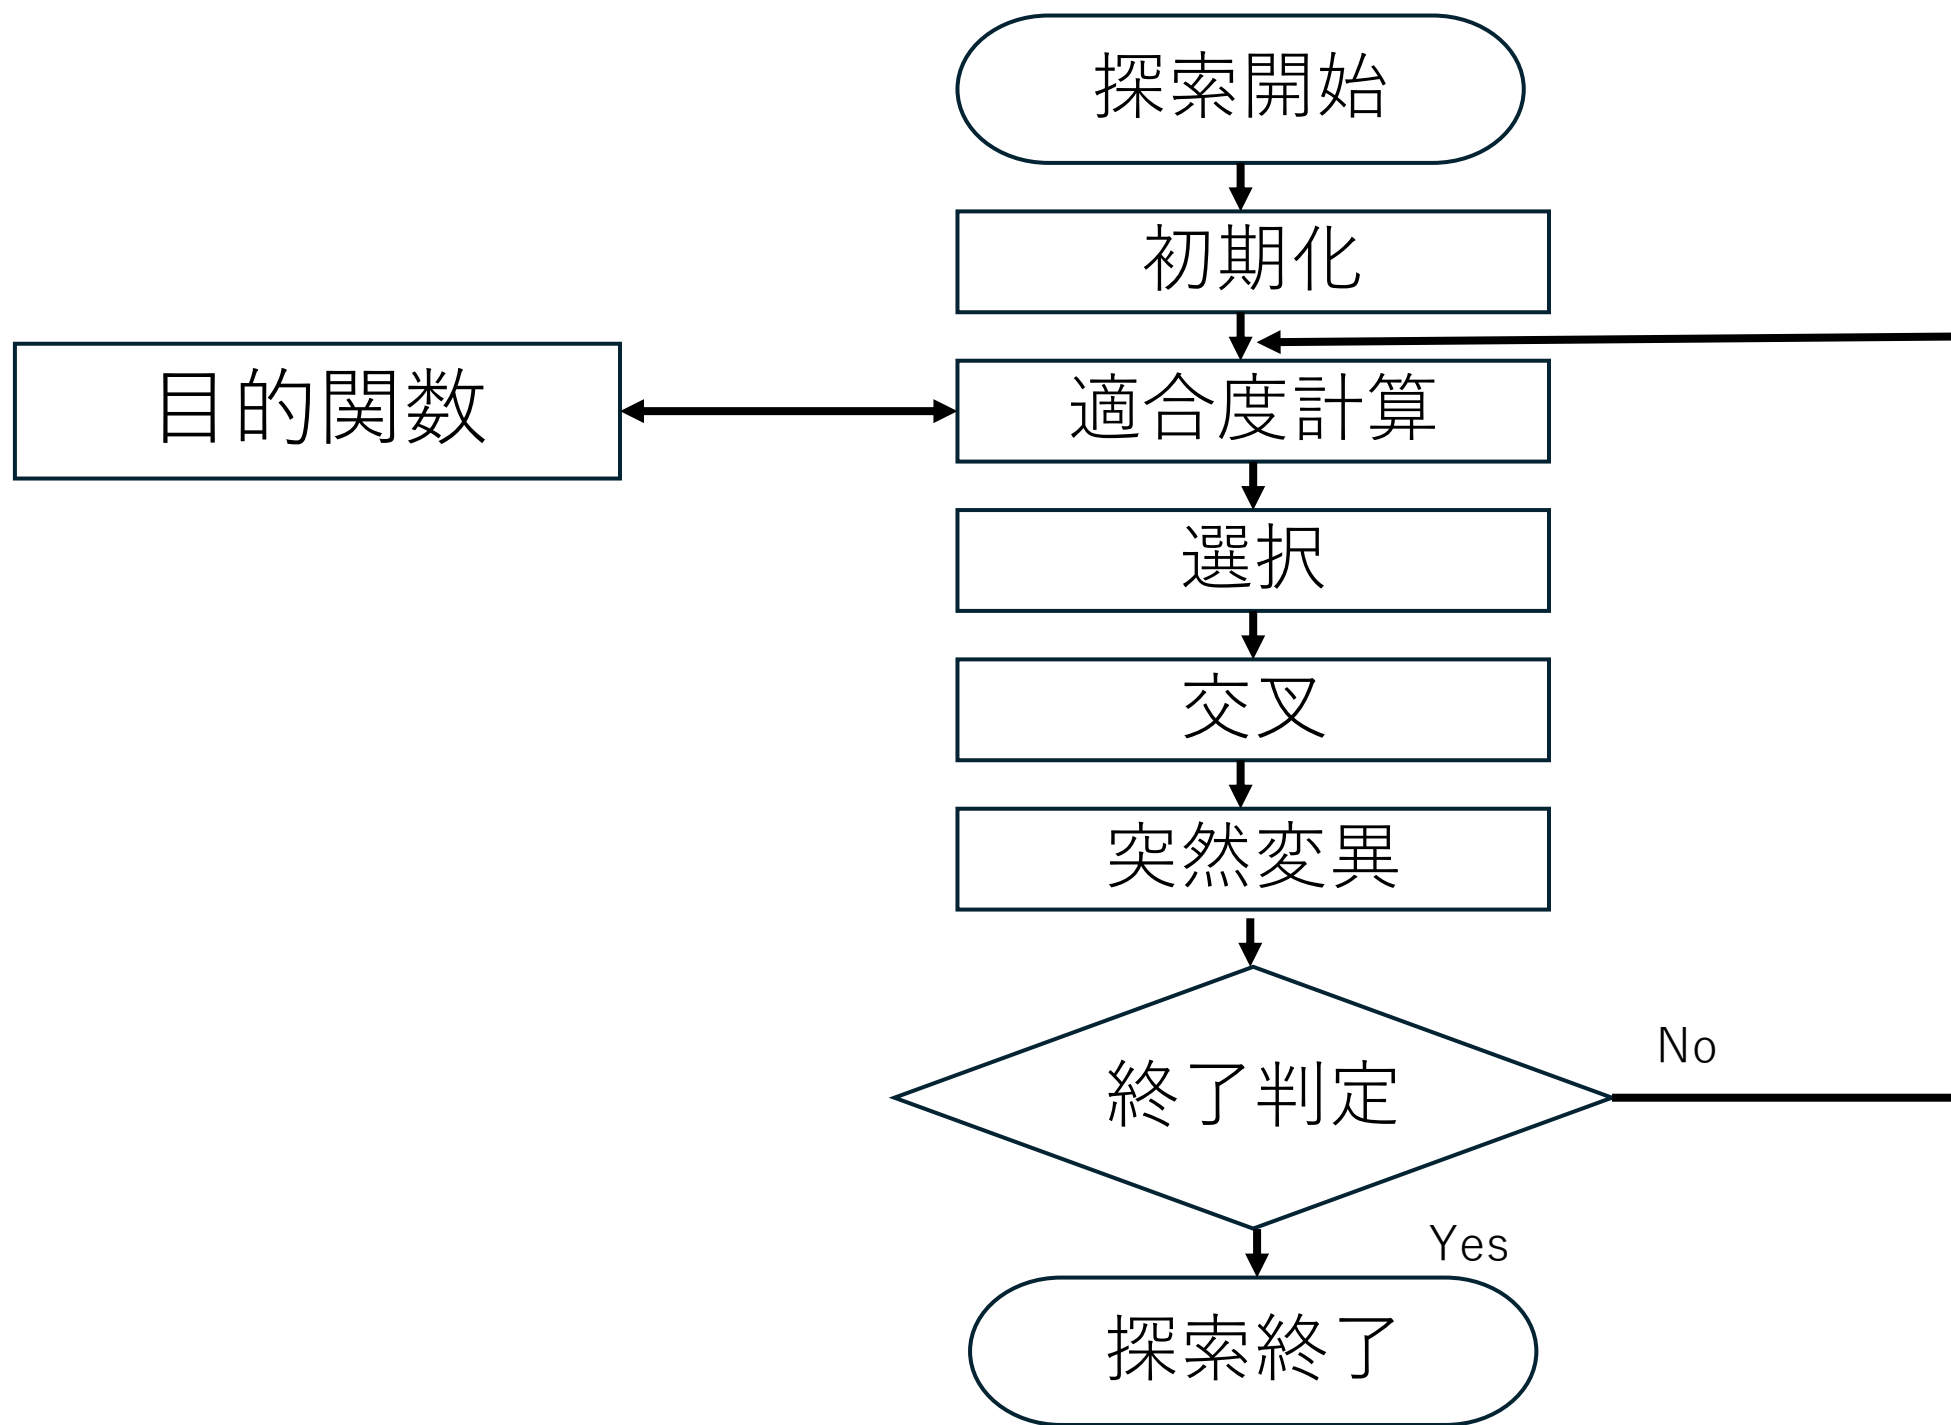 探索開始
初期化
目的関数
適合度計算
選択
交叉
突然変異
終了判定
No
Yes
探索終了